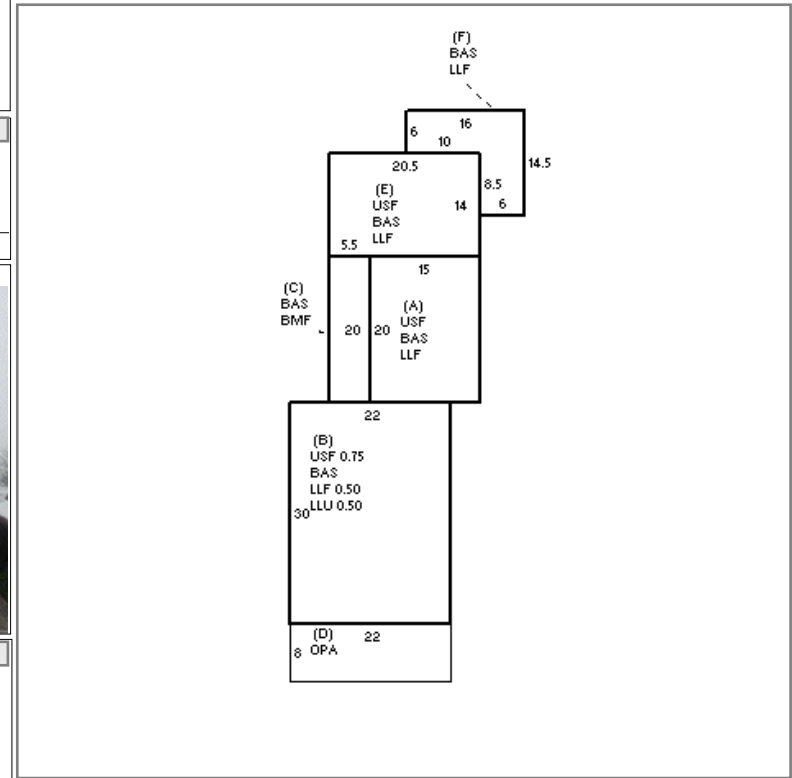 (F)
BAS
LLF
16
6
10
14.5
20.5
8.5
(E)
USF
14
6
BAS
LLF
5.5
15
(C)
BAS
BMF
(A)
USF
20
20
BAS
LLF
22
(B)
USF 0.75
BAS
LLF 0.50
LLU 0.50
30
(D)
22
8
OPA